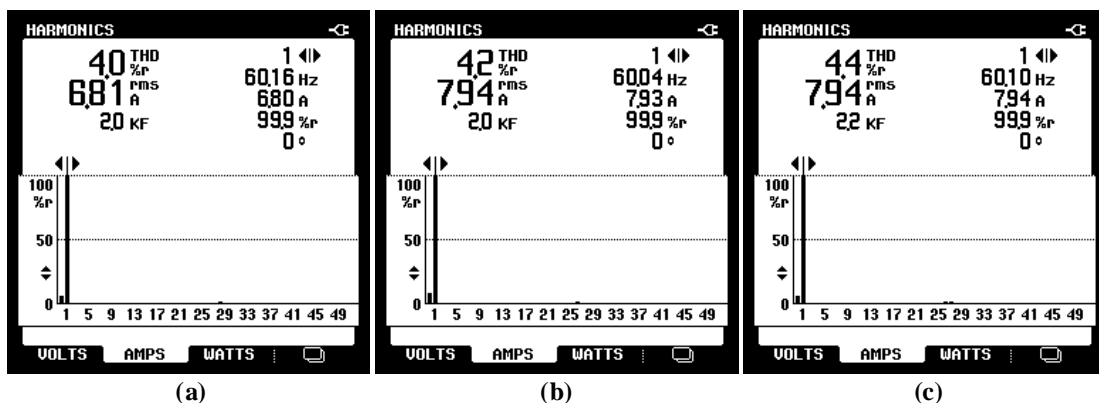 HARMONICS
4.0 THD %r
6.81 rms A
2.0 KF
1
60.16 Hz
6.80 A
99.9 %r
0 °
100
%r
50
0
1 5 9 13 17 21 25 29 33 37 41 45 49
VOLTS AMPS WATTS
(a)
HARMONICS
4.2 THD %r
7.94 rms A
2.0 KF
1
60.04 Hz
7.93 A
99.9 %r
0 °
100
%r
50
0
1 5 9 13 17 21 25 29 33 37 41 45 49
VOLTS AMPS WATTS
(b)
HARMONICS
4.4 THD %r
7.94 rms A
2.2 KF
1
60.10 Hz
7.94 A
99.9 %r
0 °
100
%r
50
0
1 5 9 13 17 21 25 29 33 37 41 45 49
VOLTS AMPS WATTS
(c)